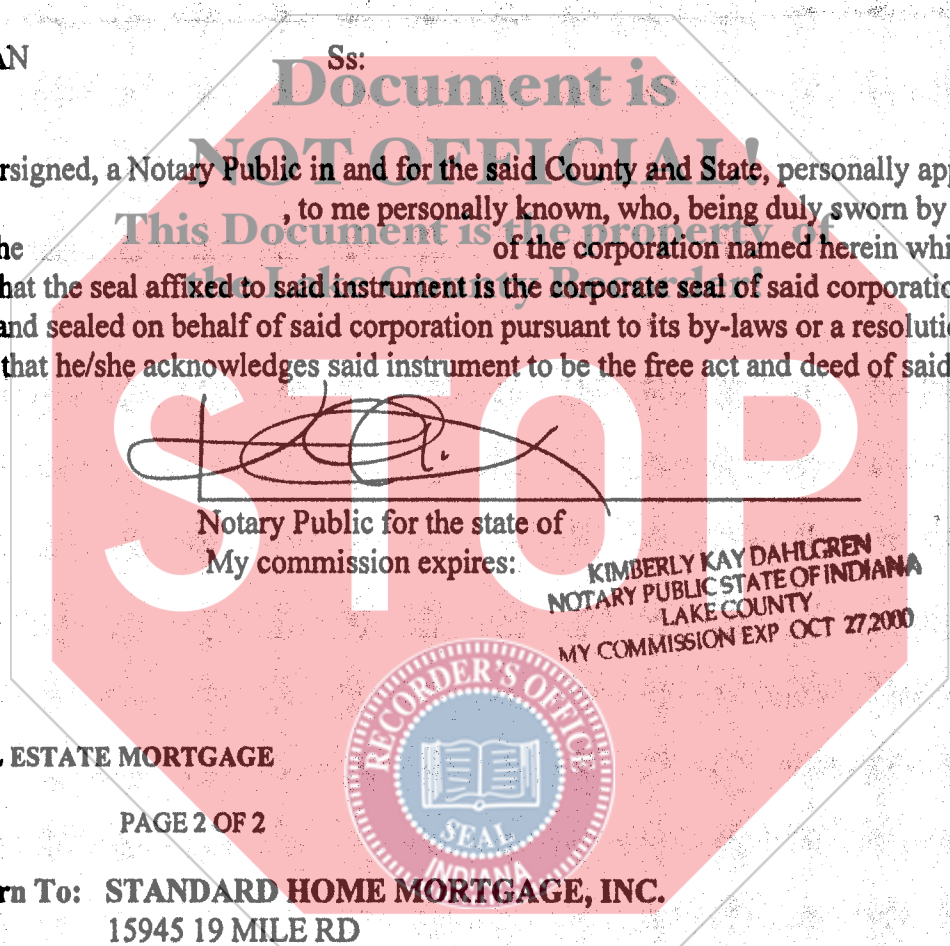 AN Ss:
Document is
NOT OFFICIAL!
rsigned, a Notary Public in and for the said County and State, personally app
, to me personally known, who, being duly sworn by
This Document is the property of
he of the corporation named herein whi
the Lake County Recorder!
hat the seal affixed to said instrument is the corporate seal of said corporatio
and sealed on behalf of said corporation pursuant to its by-laws or a resoluti
that he/she acknowledges said instrument to be the free act and deed of said
STOP
Notary Public for the state of
My commission expires:
KIMBERLY KAY DAHLGREN
NOTARY PUBLIC STATE OF INDIANA
LAKE COUNTY
MY COMMISSION EXP OCT 27,2000
RECORDER'S OFFICE
SEAL
INDIANA
ESTATE MORTGAGE
PAGE 2 OF 2
rn To: STANDARD HOME MORTGAGE, INC.
15945 19 MILE RD